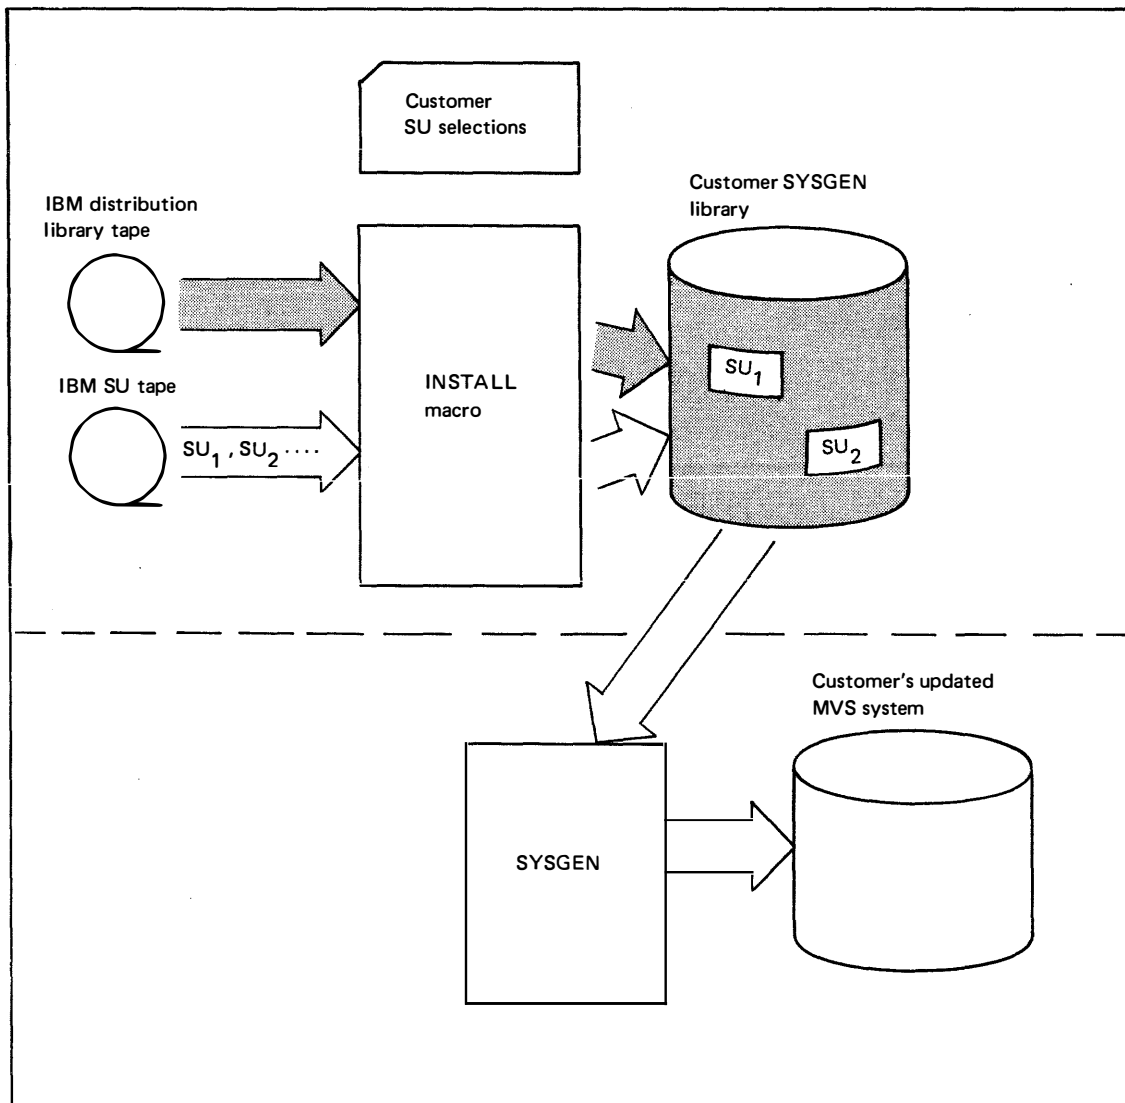 Customer
SU selections
IBM distribution
library tape
Customer SYSGEN
library
INSTALL
macro
SU1
IBM SU tape
SU1, SU2 ....
SU2
Customer's updated
MVS system
SYSGEN